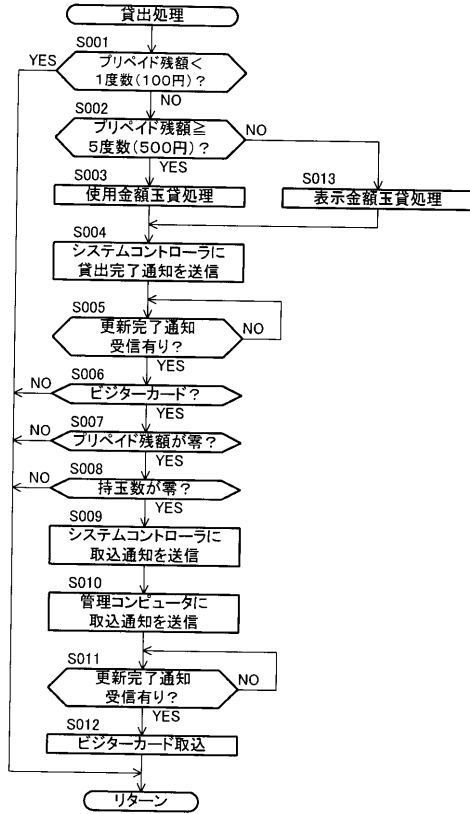 貸出処理
S001
YES
プリペイド残額<
1度数(100円)?
NO
S002
プリペイド残額≧
5度数(500円)?
NO
YES
S003
使用金額玉貸処理
S013
表示金額玉貸処理
S004
システムコントローラに
貸出完了通知を送信
S005
更新完了通知
受信有り?
NO
YES
S006
NO
ビジターカード?
YES
S007
NO
プリペイド残額が零?
YES
S008
NO
持玉数が零?
YES
S009
システムコントローラに
取込通知を送信
S010
管理コンピュータに
取込通知を送信
S011
更新完了通知
受信有り?
NO
YES
S012
ビジターカード取込
リターン